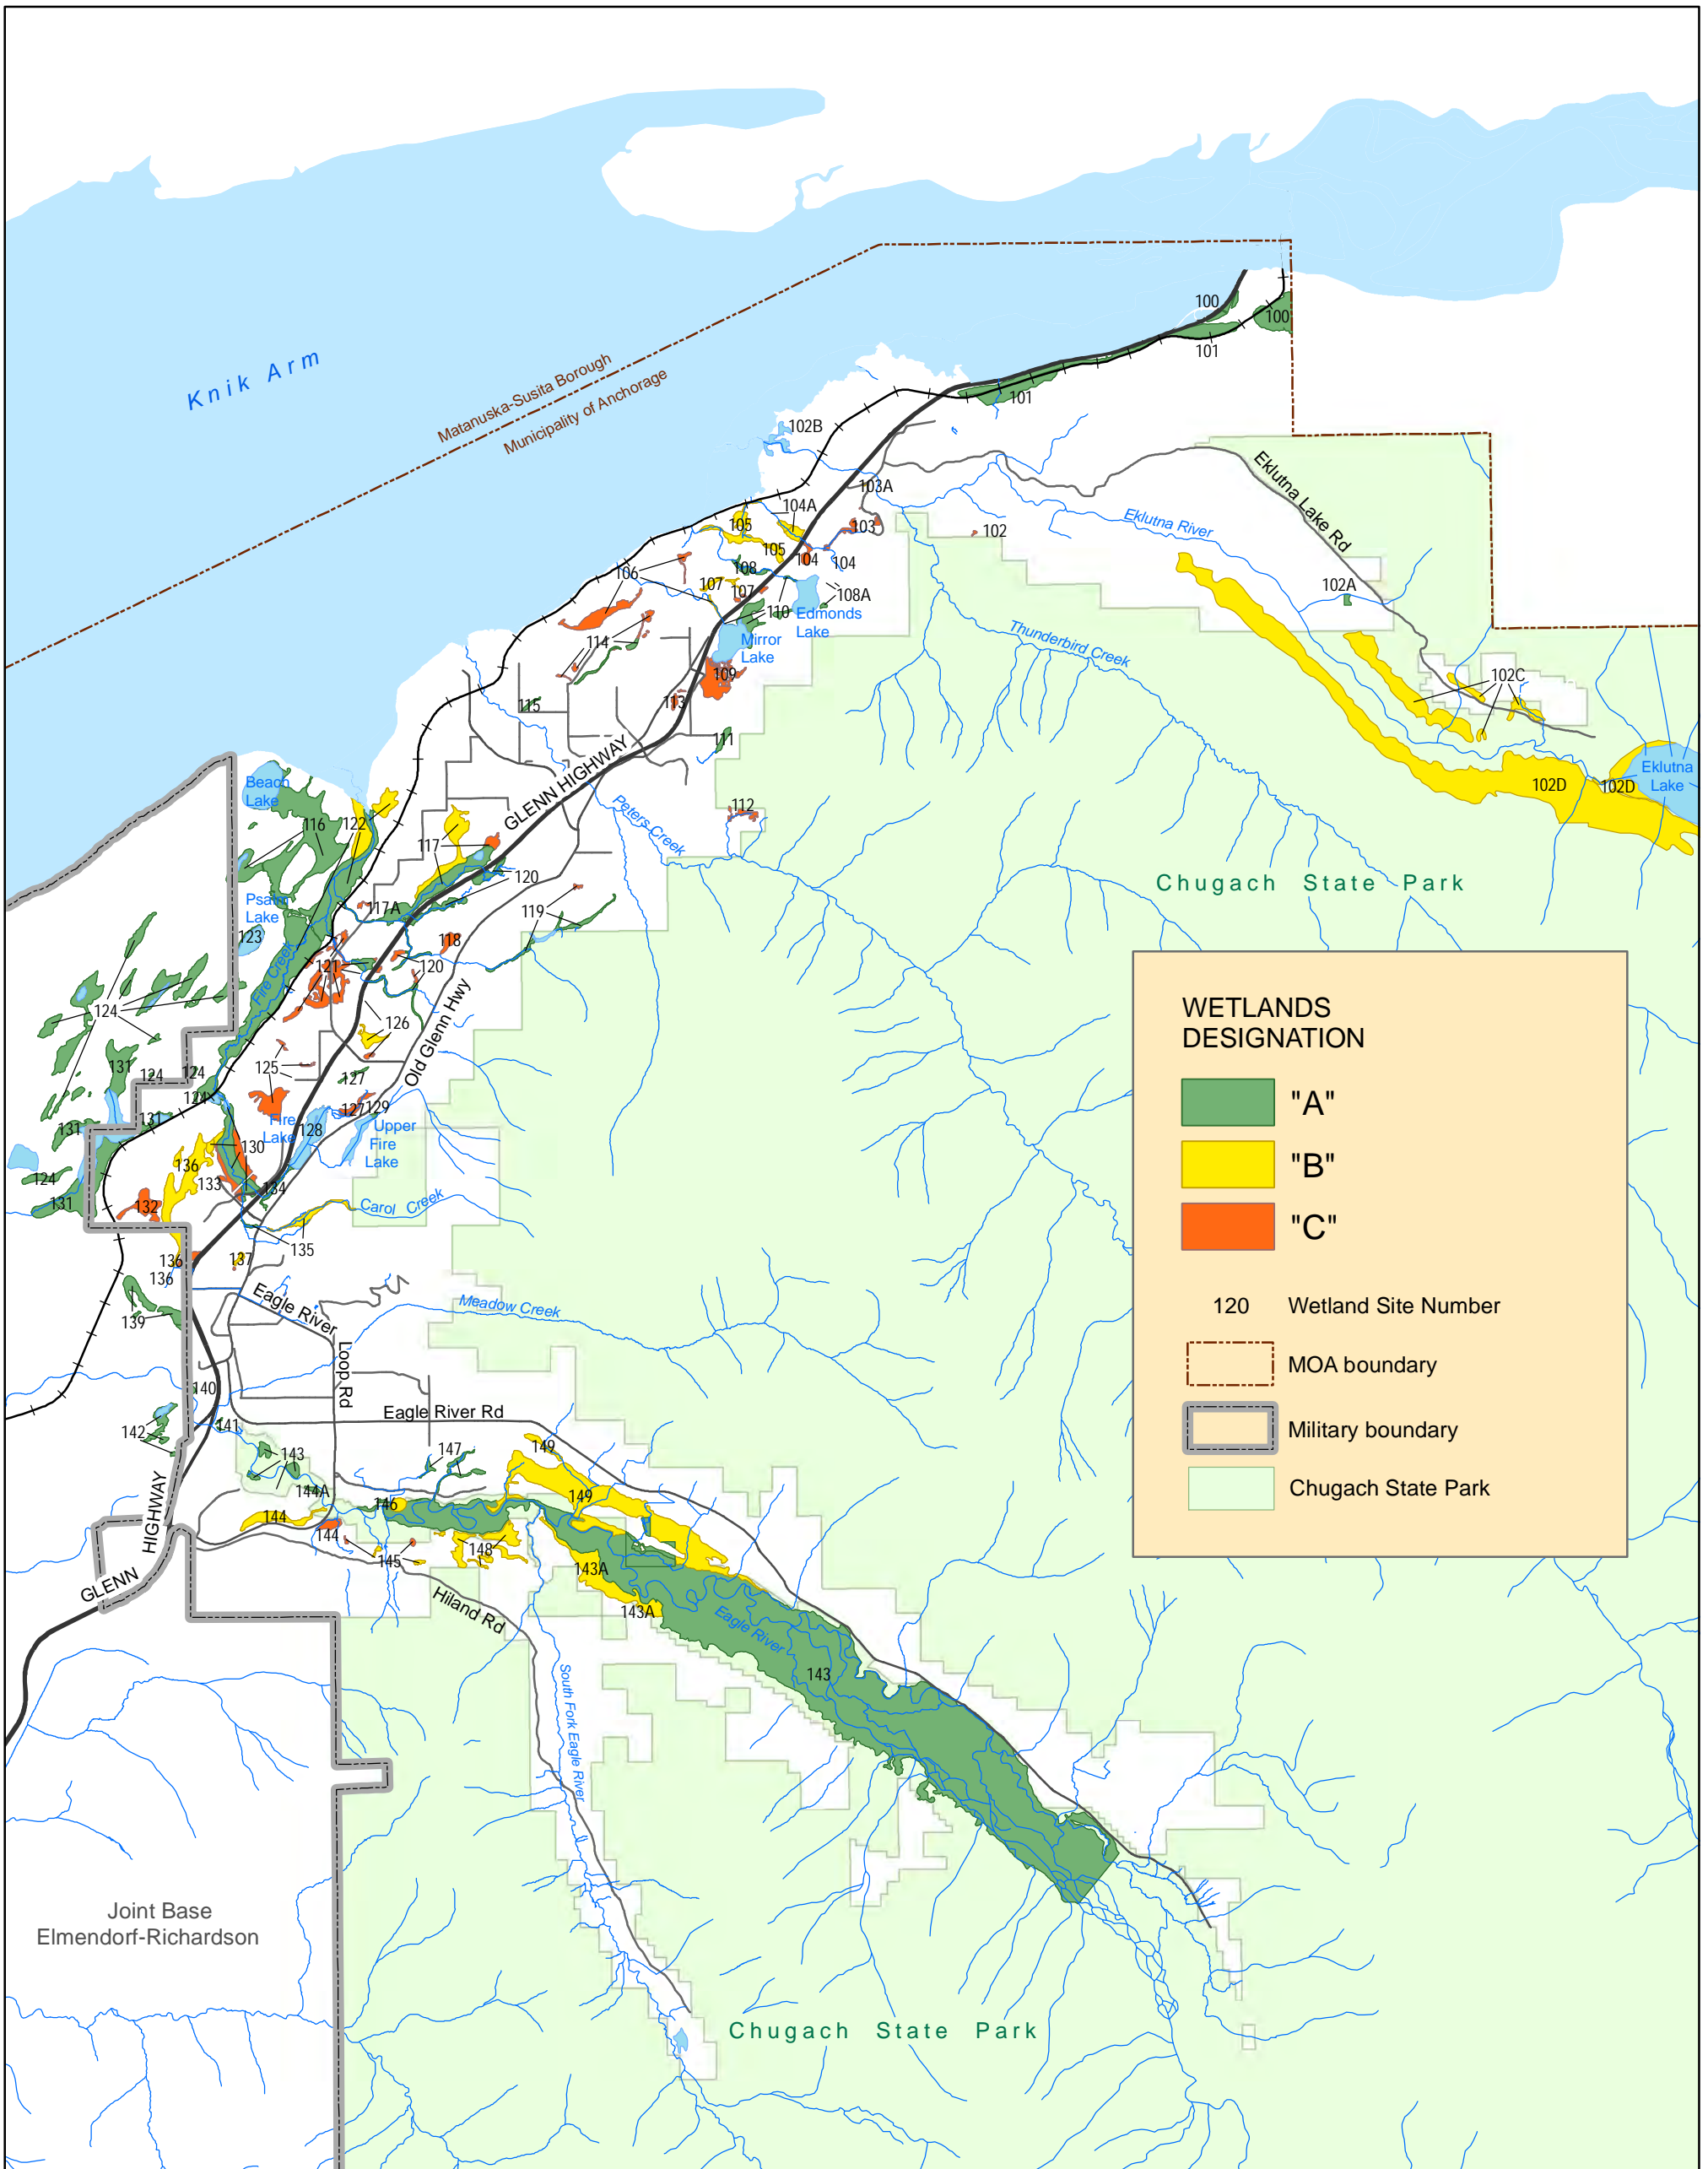 100
100
101
Knik Arm
Matanuska-Susita Borough
Municipality of Anchorage
101
102B
Eklutna Lake Rd
103A
104A
105
103
Eklutna River
102
105
104
104
108
106
107
107
108A
102A
110
Edmonds
Lake
114
Mirror
Lake
Thunderbird Creek
109
102C
113
115
111
GLENN HIGHWAY
Eklutna
Lake
102D
102D
Beach
Lake
112
Peters Creek
116
122
117
120
Chugach State Park
Psalm
Lake
117A
119
123
118
121
120
Fire Creek
124
126
Old Glenn Hwy
WETLANDS
DESIGNATION
"A"
"B"
"C"
120 Wetland Site Number
MOA boundary
Military boundary
Chugach State Park
131
125
124
124
127
124
127
129
131
131
Fire
Lake
128
Upper
Fire
Lake
130
136
124
133
134
131
132
Carol Creek
135
136
137
136
Eagle River
Loop Rd
Meadow Creek
139
140
Eagle River Rd
141
142
143
147
149
144A
149
146
144
144
HIGHWAY
145
148
143A
GLENN
Hiland Rd
143A
Eagle River
143
South Fork Eagle River
Joint Base
Elmendorf-Richardson
Chugach State Park